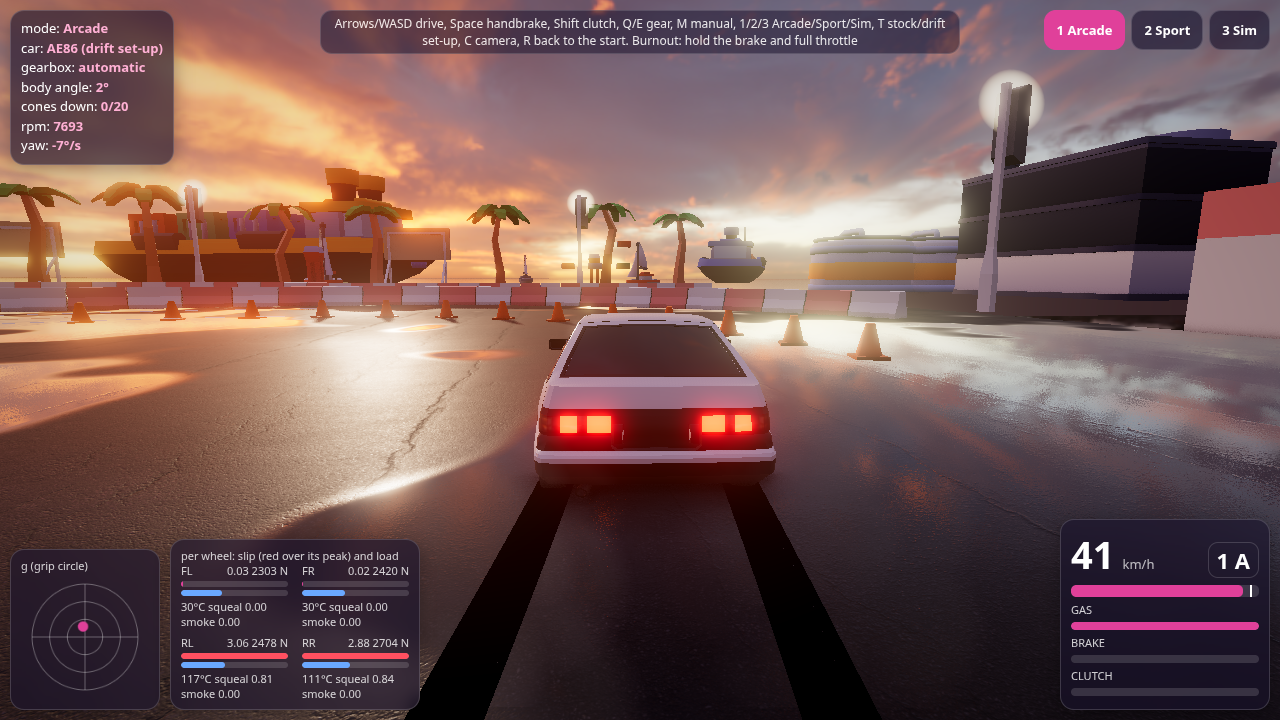 mode: Arcade
car: AE86 (drift set-up)
gearbox: automatic
body angle: 2°
cones down: 0/20
rpm: 7693
yaw: -7°/s
Arrows/WASD drive, Space handbrake, Shift clutch, Q/E gear, M manual, 1/2/3 Arcade/Sport/Sim, T stock/drift
set-up, C camera, R back to the start. Burnout: hold the brake and full throttle
1 Arcade
2 Sport
3 Sim
g (grip circle)
per wheel: slip (red over its peak) and load
FL 0.03 2303 N
30°C squeal 0.00
smoke 0.00
FR 0.02 2420 N
30°C squeal 0.00
smoke 0.00
RL 3.06 2478 N
117°C squeal 0.81
smoke 0.00
RR 2.88 2704 N
111°C squeal 0.84
smoke 0.00
41 km/h
1 A
GAS
BRAKE
CLUTCH